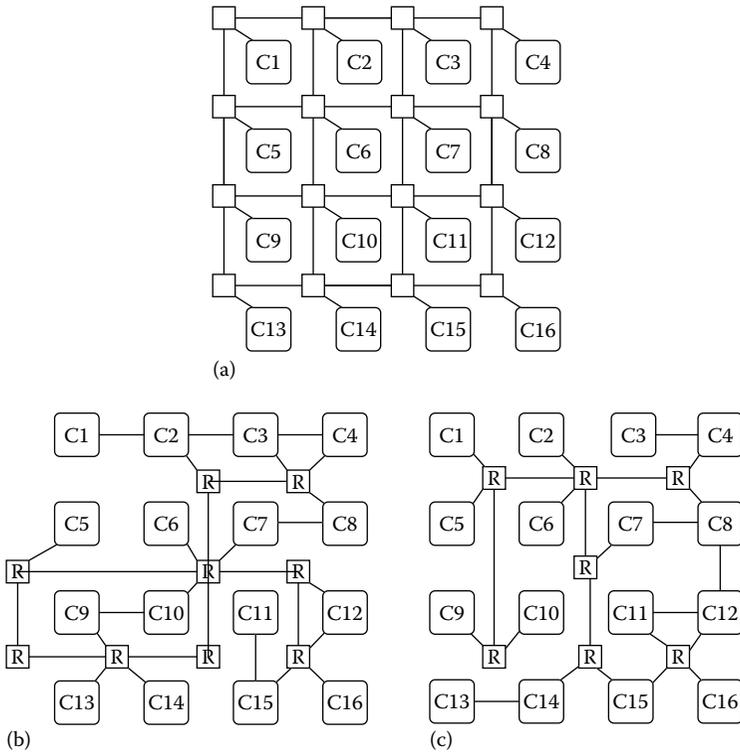 C1 C2 C3 C4
C5 C6 C7 C8
C9 C10 C11 C12
C13 C14 C15 C16
(a)
C1 C2 C3 C4
R R
C5 C6 C7 C8
R R R
C9 C10 C11 C12
R R R R
C13 C14 C15 C16
(b)
C1 C2 C3 C4
R R R
C5 C6 C7 C8
R
C9 C10 C11 C12
R R R
C13 C14 C15 C16
(c)